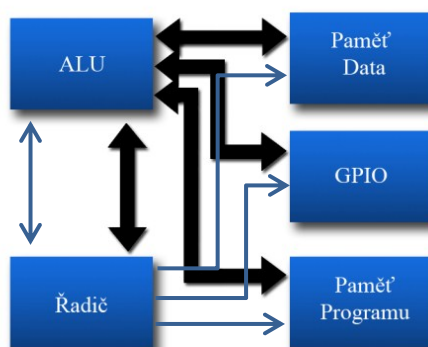 ALU
Paměť
Data
GPIO
Řadič
Paměť
Programu